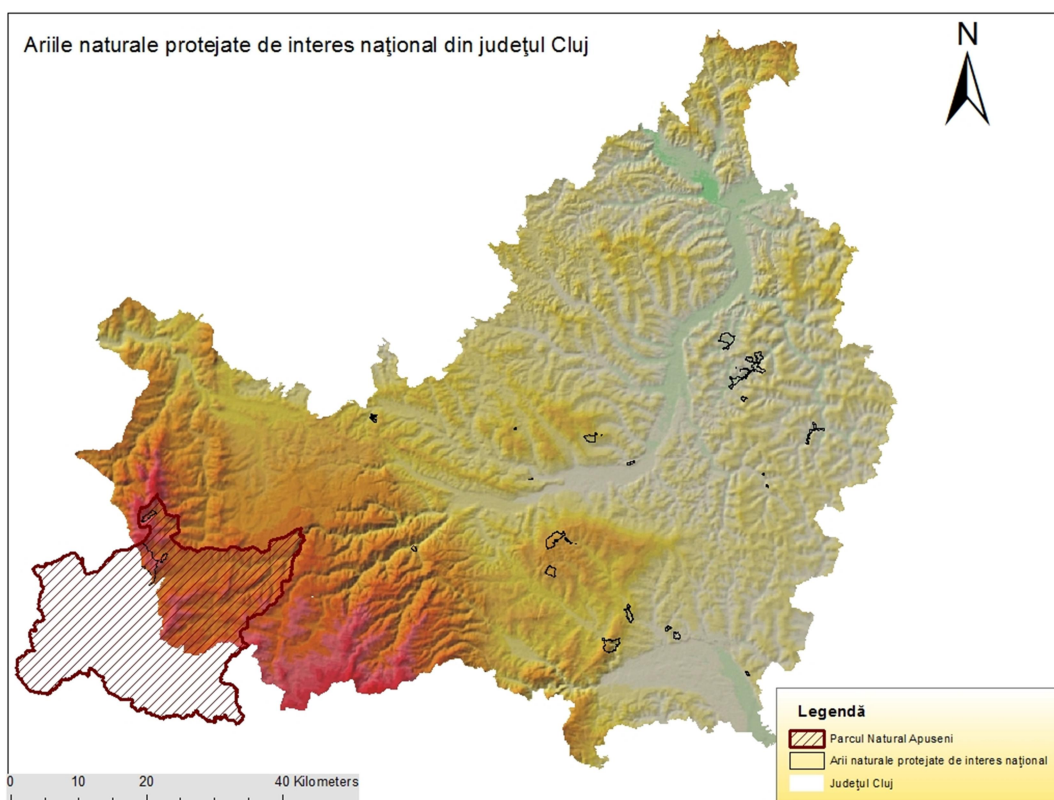 Ariile naturale protejate de interes naţional din judeţul Cluj
N
Legendă
Parcul Natural Apuseni
Arii naturale protejate de interes naţional
Judeţul Cluj
0 10 20 40 Kilometers